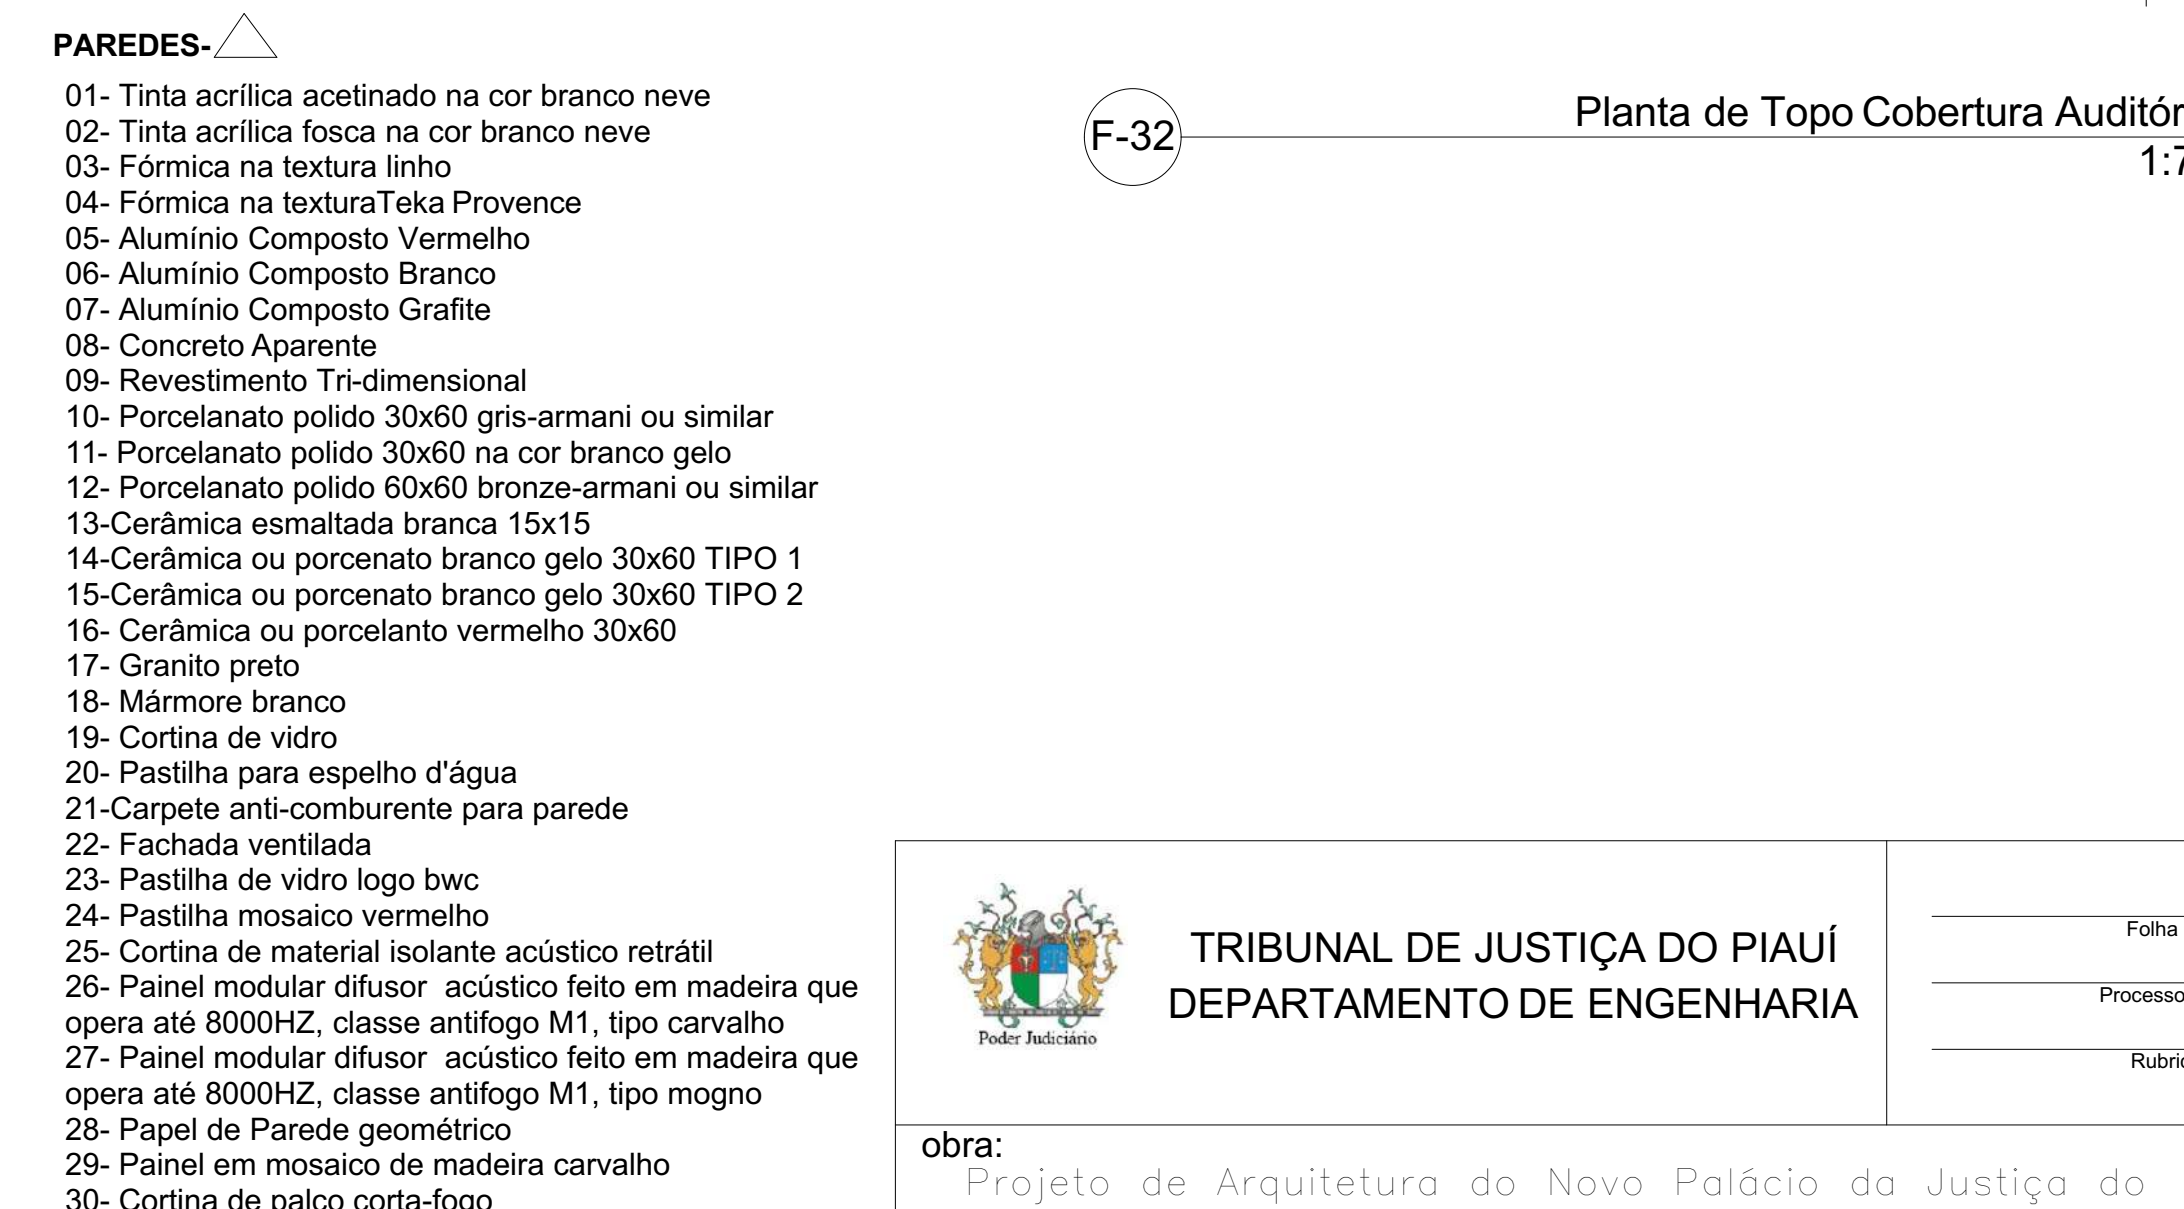 PAREDES-
01- Tinta acrílica acetinado na cor branco neve
02- Tinta acrílica fosca na cor branco neve
03- Fórmica na textura linho
04- Fórmica na texturaTeka Provence
05- Alumínio Composto Vermelho
06- Alumínio Composto Branco
07- Alumínio Composto Grafite
08- Concreto Aparente
09- Revestimento Tri-dimensional
10- Porcelanato polido 30x60 gris-armani ou similar
11- Porcelanato polido 30x60 na cor branco gelo
12- Porcelanato polido 60x60 bronze-armani ou similar
13-Cerâmica esmaltada branca 15x15
14-Cerâmica ou porcenato branco gelo 30x60 TIPO 1
15-Cerâmica ou porcenato branco gelo 30x60 TIPO 2
16- Cerâmica ou porcelanto vermelho 30x60
17- Granito preto
18- Mármore branco
19- Cortina de vidro
20- Pastilha para espelho d'água
21-Carpete anti-comburente para parede
22- Fachada ventilada
23- Pastilha de vidro logo bwc
24- Pastilha mosaico vermelho
25- Cortina de material isolante acústico retrátil
26- Painel modular difusor acústico feito em madeira que
opera até 8000HZ, classe antifogo M1, tipo carvalho
27- Painel modular difusor acústico feito em madeira que
opera até 8000HZ, classe antifogo M1, tipo mogno
28- Papel de Parede geométrico
29- Painel em mosaico de madeira carvalho
30- Cortina de palco corta-fogo
F-32
Planta de Topo Cobertura Auditór
1:7
Poder Judiciário
TRIBUNAL DE JUSTIÇA DO PIAUÍ
DEPARTAMENTO DE ENGENHARIA
Folha
Processo
Rubric
obra:
Projeto de Arquitetura do Novo Palácio da Justiça do